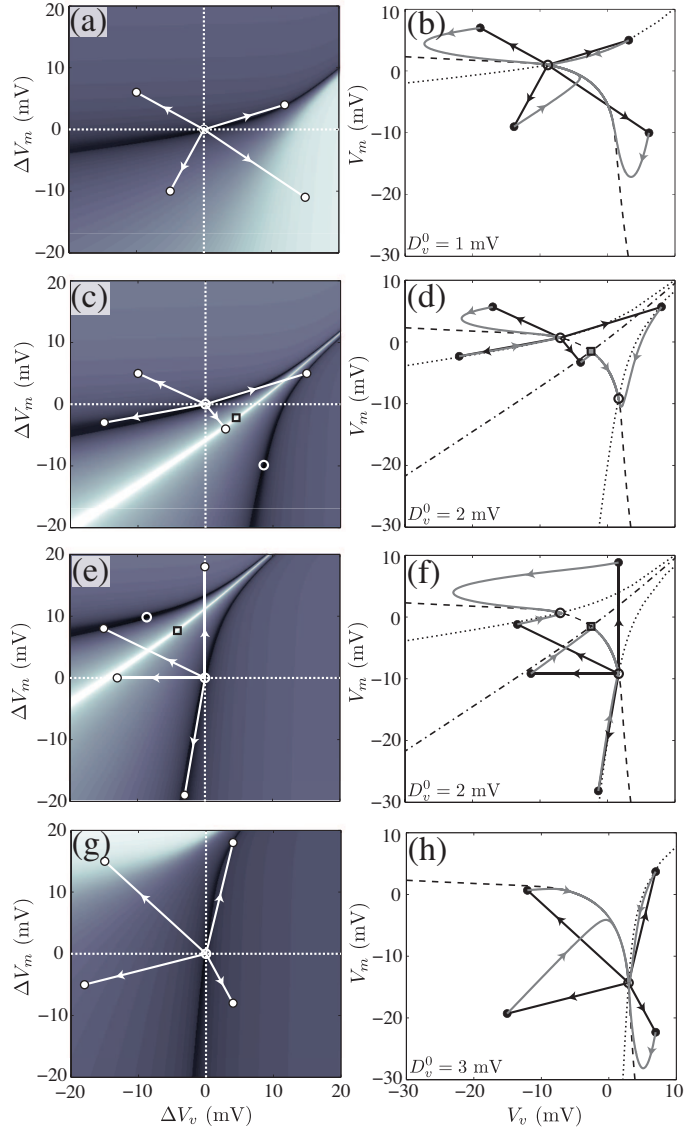 (a)
20
10
0
−10
−20
ΔV_m (mV)
(b)
10
0
−10
−20
−30
V_m (mV)
D_v^0 = 1 mV
(c)
20
10
0
−10
−20
ΔV_m (mV)
(d)
10
0
−10
−20
−30
V_m (mV)
D_v^0 = 2 mV
(e)
20
10
0
−10
−20
ΔV_m (mV)
(f)
10
0
−10
−20
−30
V_m (mV)
D_v^0 = 2 mV
(g)
20
10
0
−10
−20
ΔV_m (mV)
−20 −10 0 10 20
ΔV_v (mV)
(h)
10
0
−10
−20
−30
V_m (mV)
D_v^0 = 3 mV
−30 −20 −10 0 10
V_v (mV)